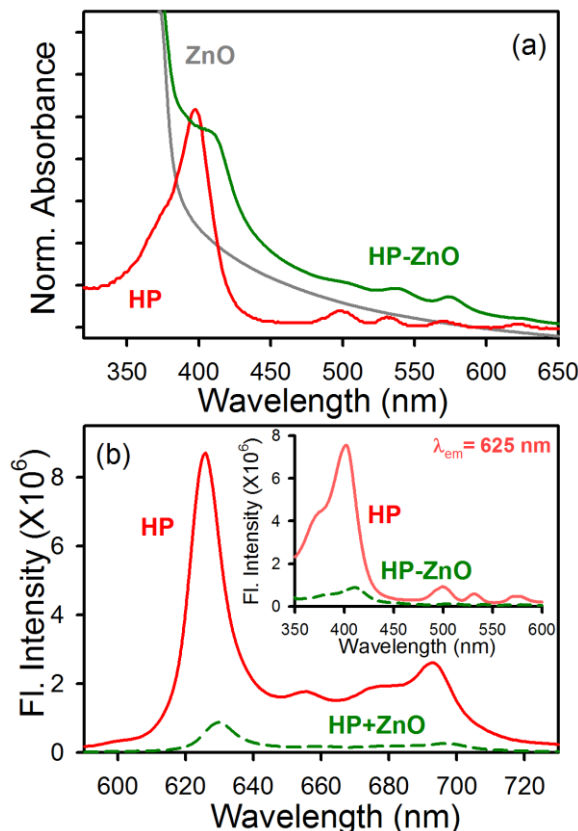 (a)
ZnO
HP-ZnO
HP
Norm. Absorbance
350 400 450 500 550 600 650
Wavelength (nm)
(b)
HP
HP+ZnO
Fl. Intensity (X10⁶)
8
6
4
2
0
600 620 640 660 680 700 720
Wavelength (nm)
λem= 625 nm
HP
HP-ZnO
Fl. Intensity (X10⁶)
8
6
4
2
0
350 400 450 500 550 600
Wavelength (nm)